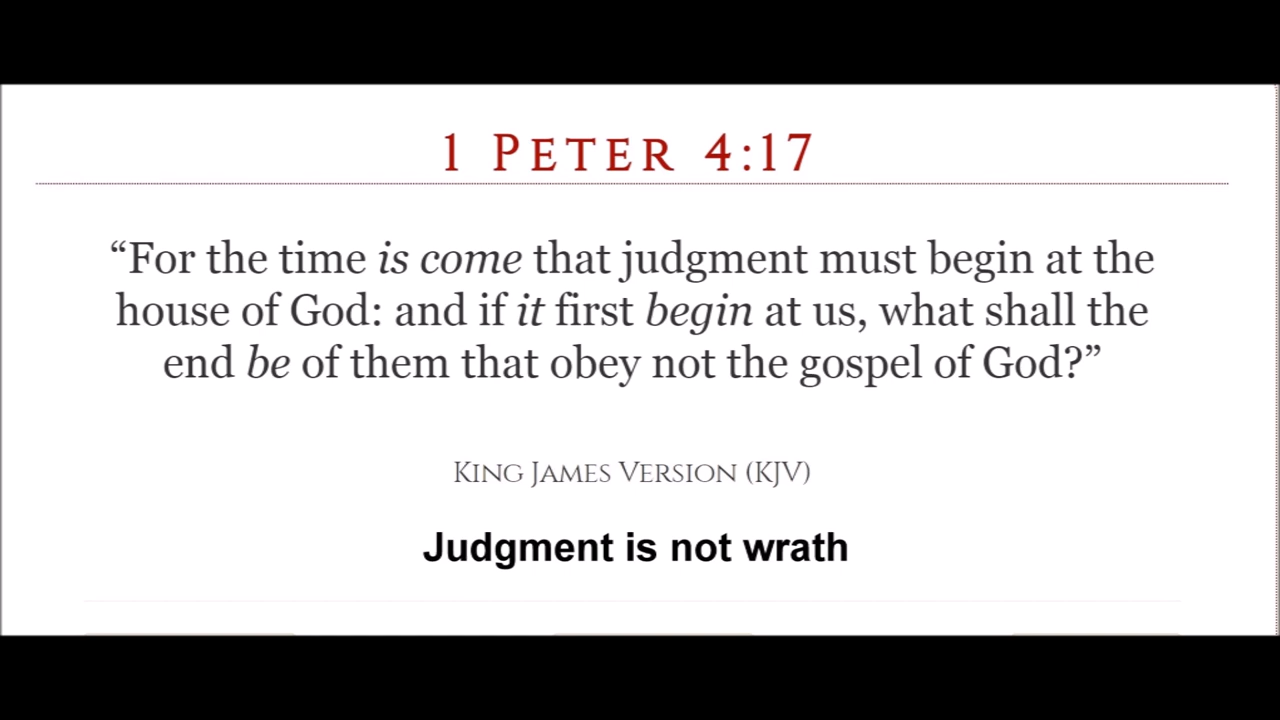 1 PETER 4:17
“For the time is come that judgment must begin at the
house of God: and if it first begin at us, what shall the
end be of them that obey not the gospel of God?”
KING JAMES VERSION (KJV)
Judgment is not wrath